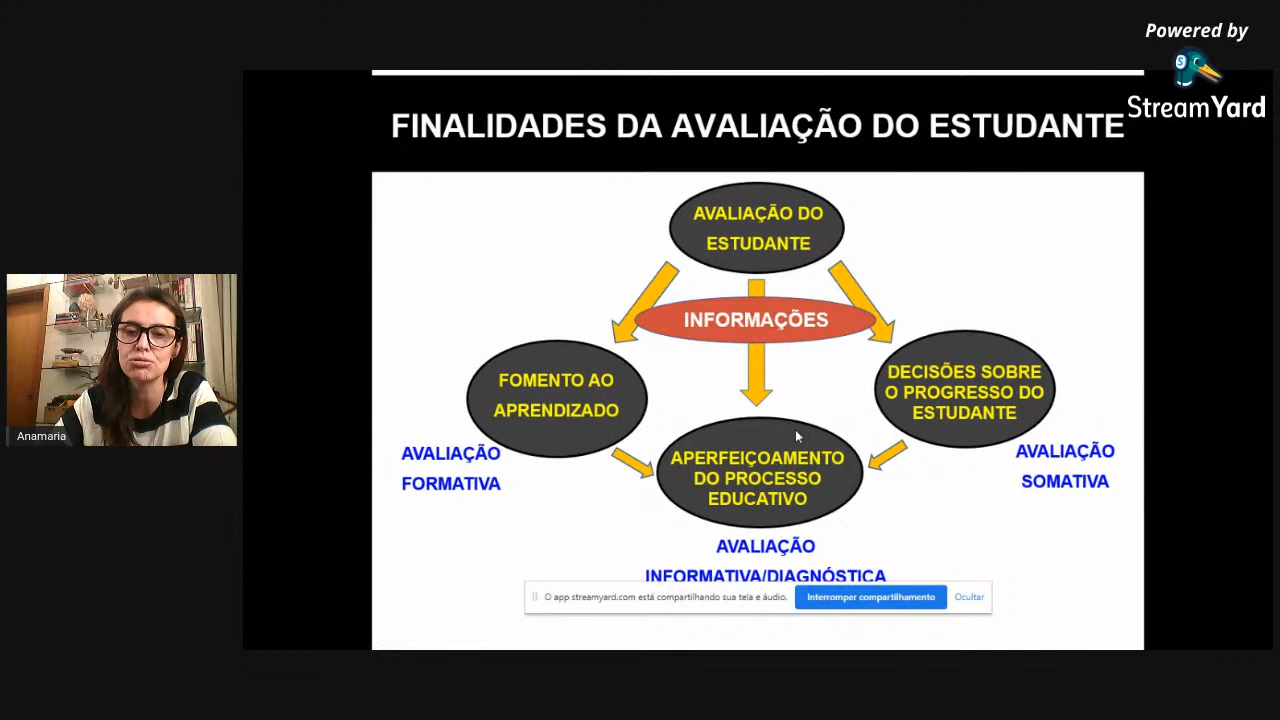 Powered by
StreamYard
FINALIDADES DA AVALIAÇÃO DO ESTUDANTE
AVALIAÇÃO DO
ESTUDANTE
INFORMAÇÕES
FOMENTO AO
APRENDIZADO
DECISÕES SOBRE
O PROGRESSO DO
ESTUDANTE
AVALIAÇÃO
FORMATIVA
APERFEIÇOAMENTO
DO PROCESSO
EDUCATIVO
AVALIAÇÃO
SOMATIVA
AVALIAÇÃO
INFORMATIVA/DIAGNÓSTICA
O app streamyard.com está compartilhando sua tela e áudio.
Interromper compartilhamento
Ocultar
Anamaria